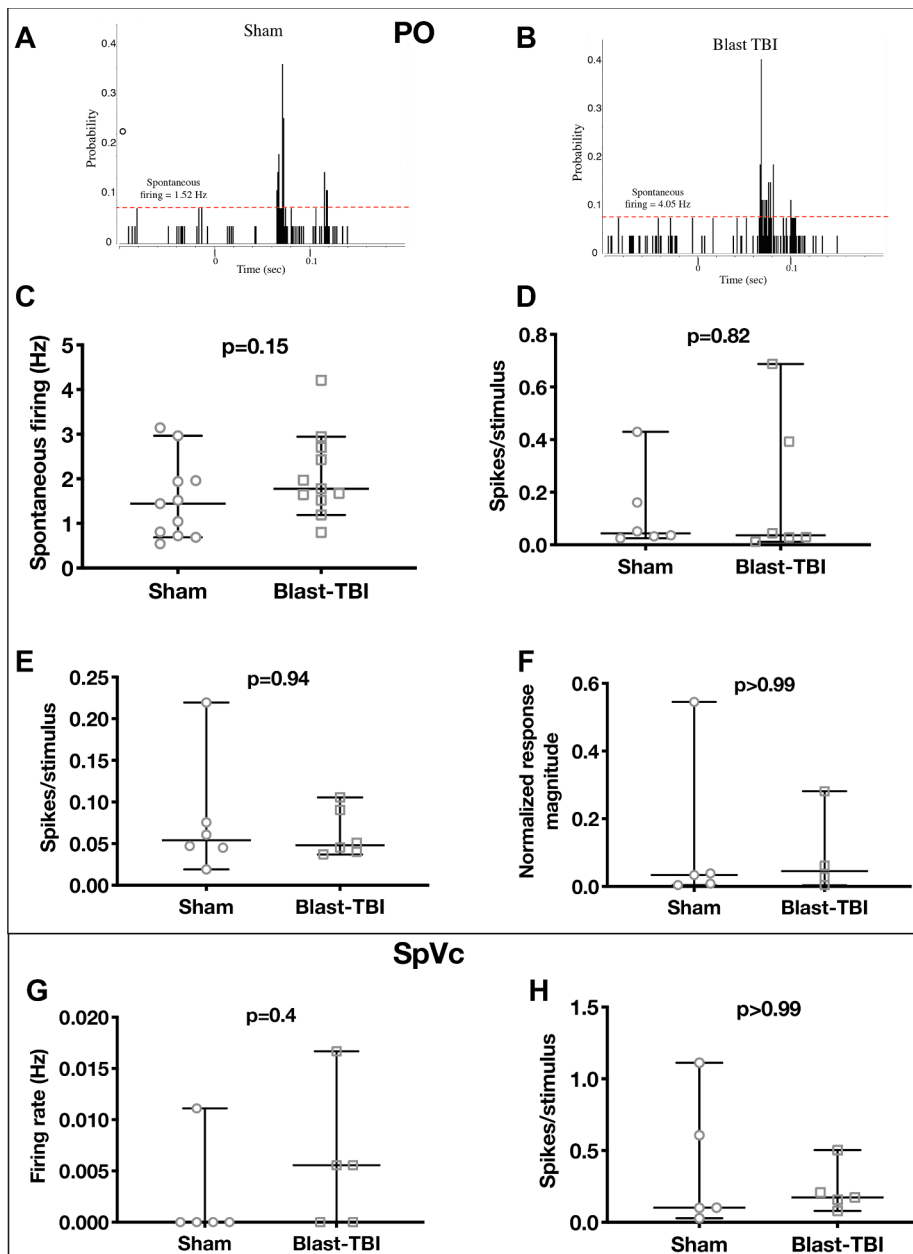 A
Sham
PO
B
Blast TBI
0.4
0.3
0.2
0.1
0
Probability
Spontaneous
firing = 1.52 Hz
0
0.1
Time (sec)
0.4
0.3
0.2
0.1
0
Probability
Spontaneous
firing = 4.05 Hz
0
0.1
Time (sec)
C
p=0.15
Spontaneous firing (Hz)
5
4
3
2
1
0
Sham
Blast-TBI
D
p=0.82
Spikes/stimulus
0.8
0.6
0.4
0.2
0.0
Sham
Blast-TBI
E
p=0.94
Spikes/stimulus
0.25
0.20
0.15
0.10
0.05
0.00
Sham
Blast-TBI
F
p>0.99
Normalized response
magnitude
0.6
0.4
0.2
0.0
Sham
Blast-TBI
SpVc
G
p=0.4
Firing rate (Hz)
0.020
0.015
0.010
0.005
0.000
Sham
Blast-TBI
H
p>0.99
Spikes/stimulus
1.5
1.0
0.5
0.0
Sham
Blast-TBI